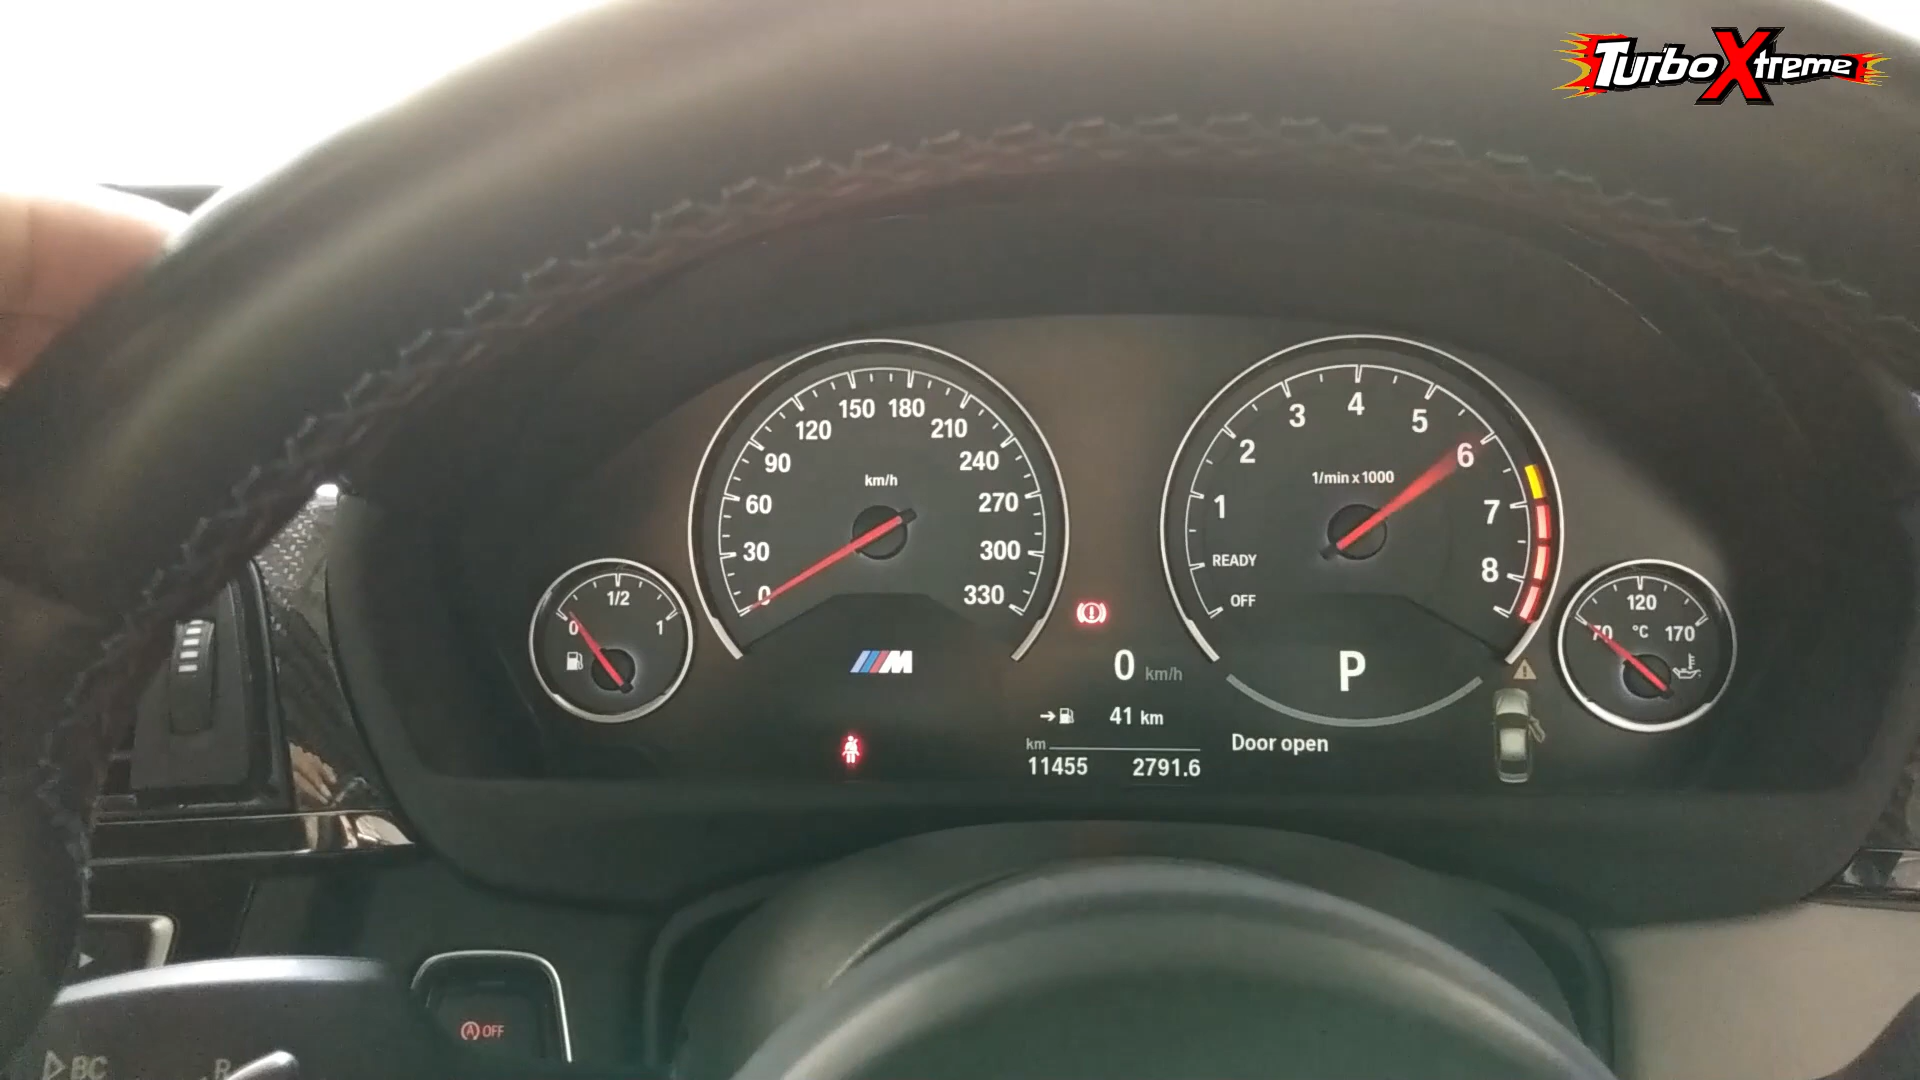 TurboXtreme
150 180
120 210
90 240
km/h
60 270
30 300
0 330
1/2
0 1
M
0 km/h
41 km
km
11455 2791.6
4
3 5
2 6
1/min x 1000
1 7
READY 8
OFF
P
Door open
120
70 °C 170
A OFF
BC
R